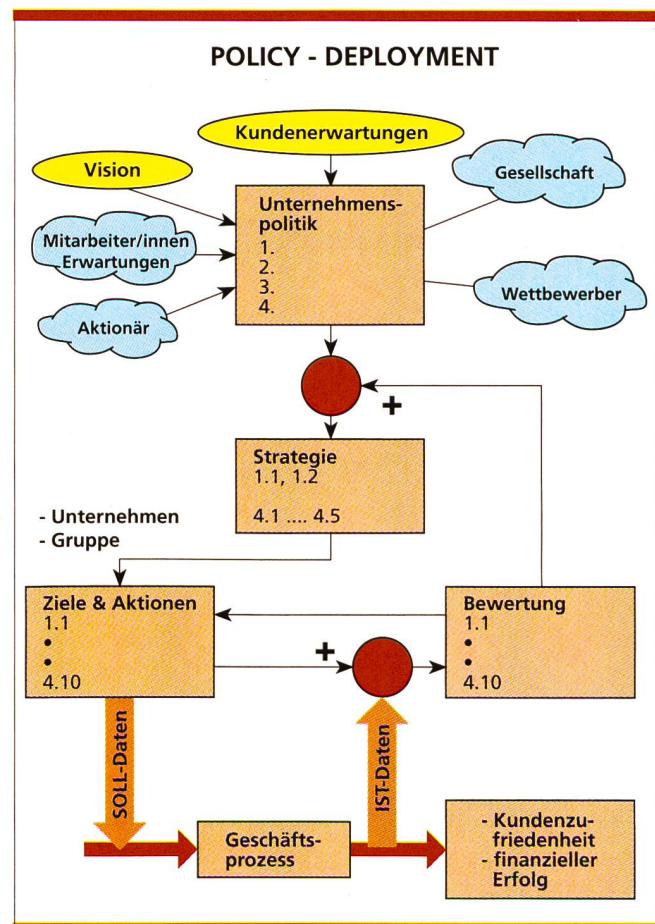 POLICY - DEPLOYMENT
Kundenerwartungen
Vision
Gesellschaft
Unternehmens-
politik
1.
2.
3.
4.
Mitarbeiter/innen
Erwartungen
Aktionär
Wettbewerber
+
Strategie
1.1, 1.2
4.1 .... 4.5
- Unternehmen
- Gruppe
Ziele & Aktionen
1.1
•
•
4.10
+
Bewertung
1.1
•
•
4.10
SOLL-Daten
IST-Daten
Geschäfts-
prozess
- Kundenzu-
friedenheit
- finanzieller
Erfolg